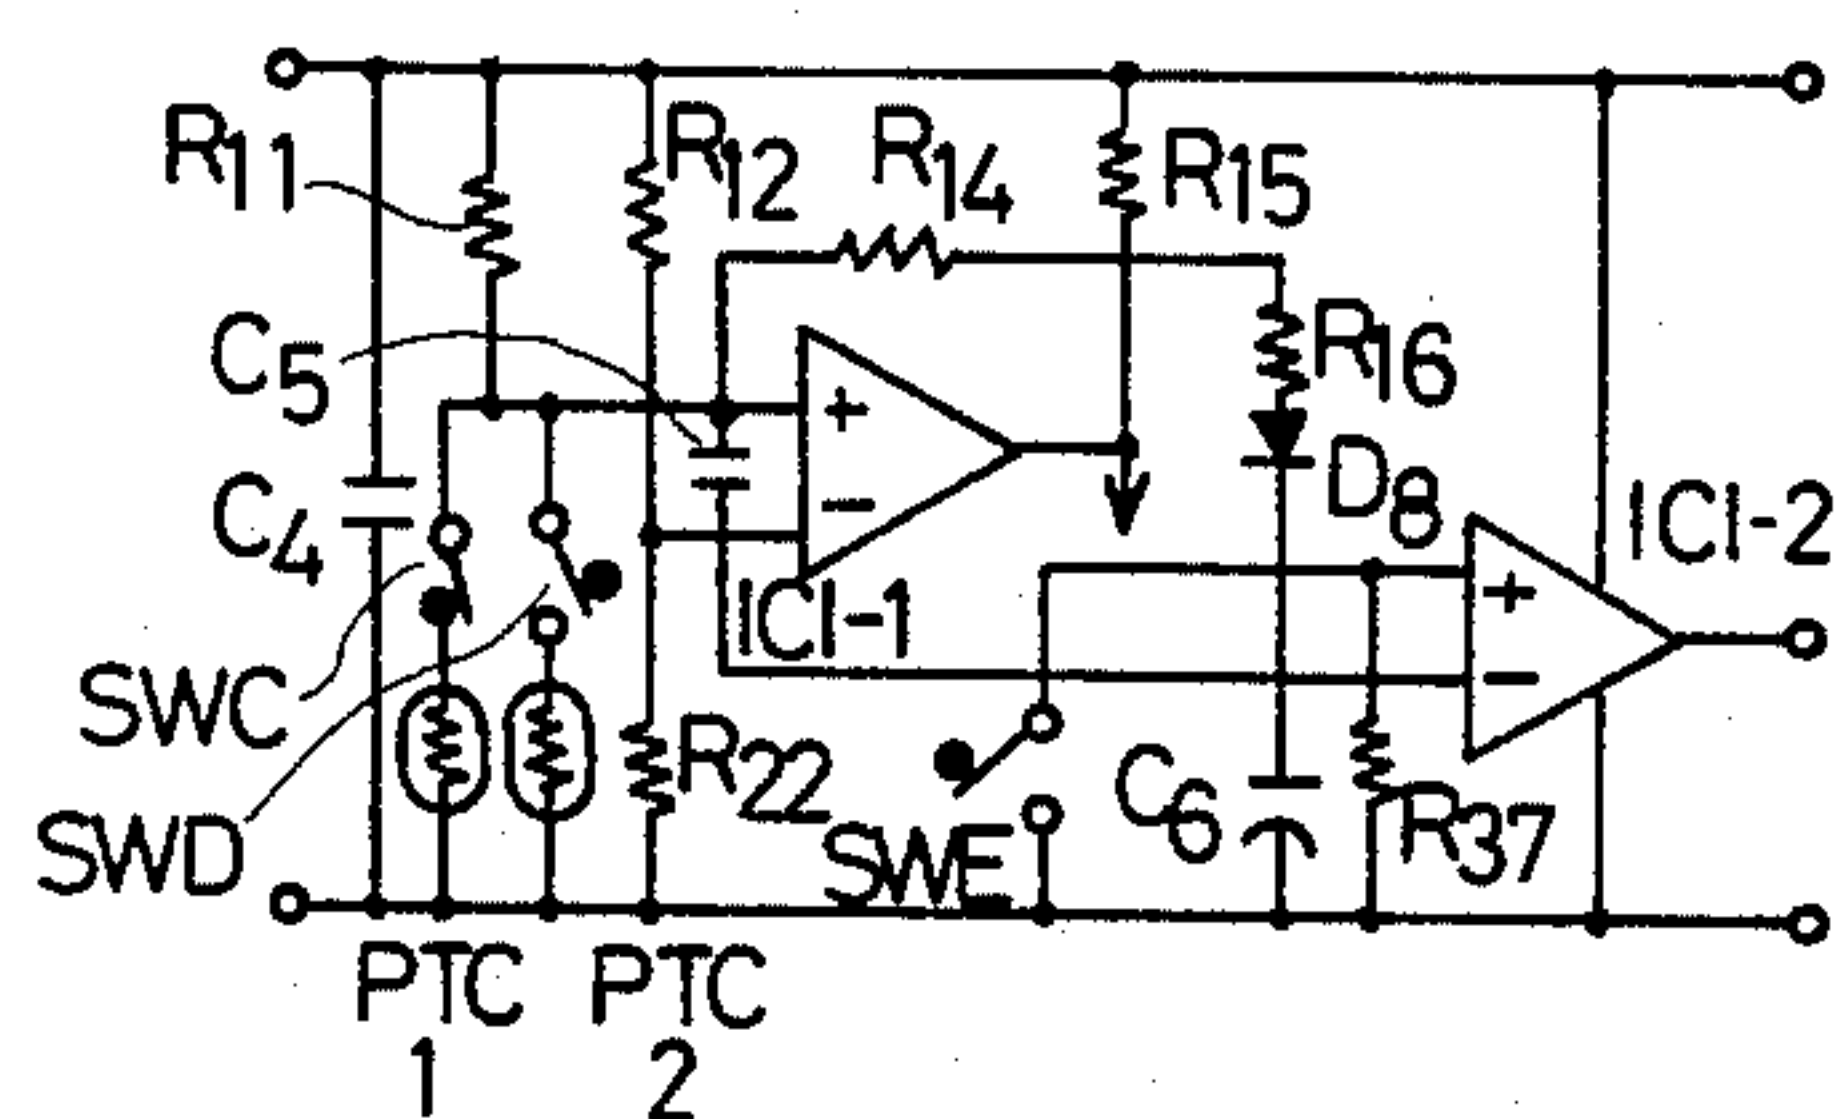 R11
R12
R14
R15
C5
+
−
R16
D8
C4
ICI-1
ICI-2
+
−
SWC
SWD
R22
SWE
C6
R37
PTC
1
PTC
2